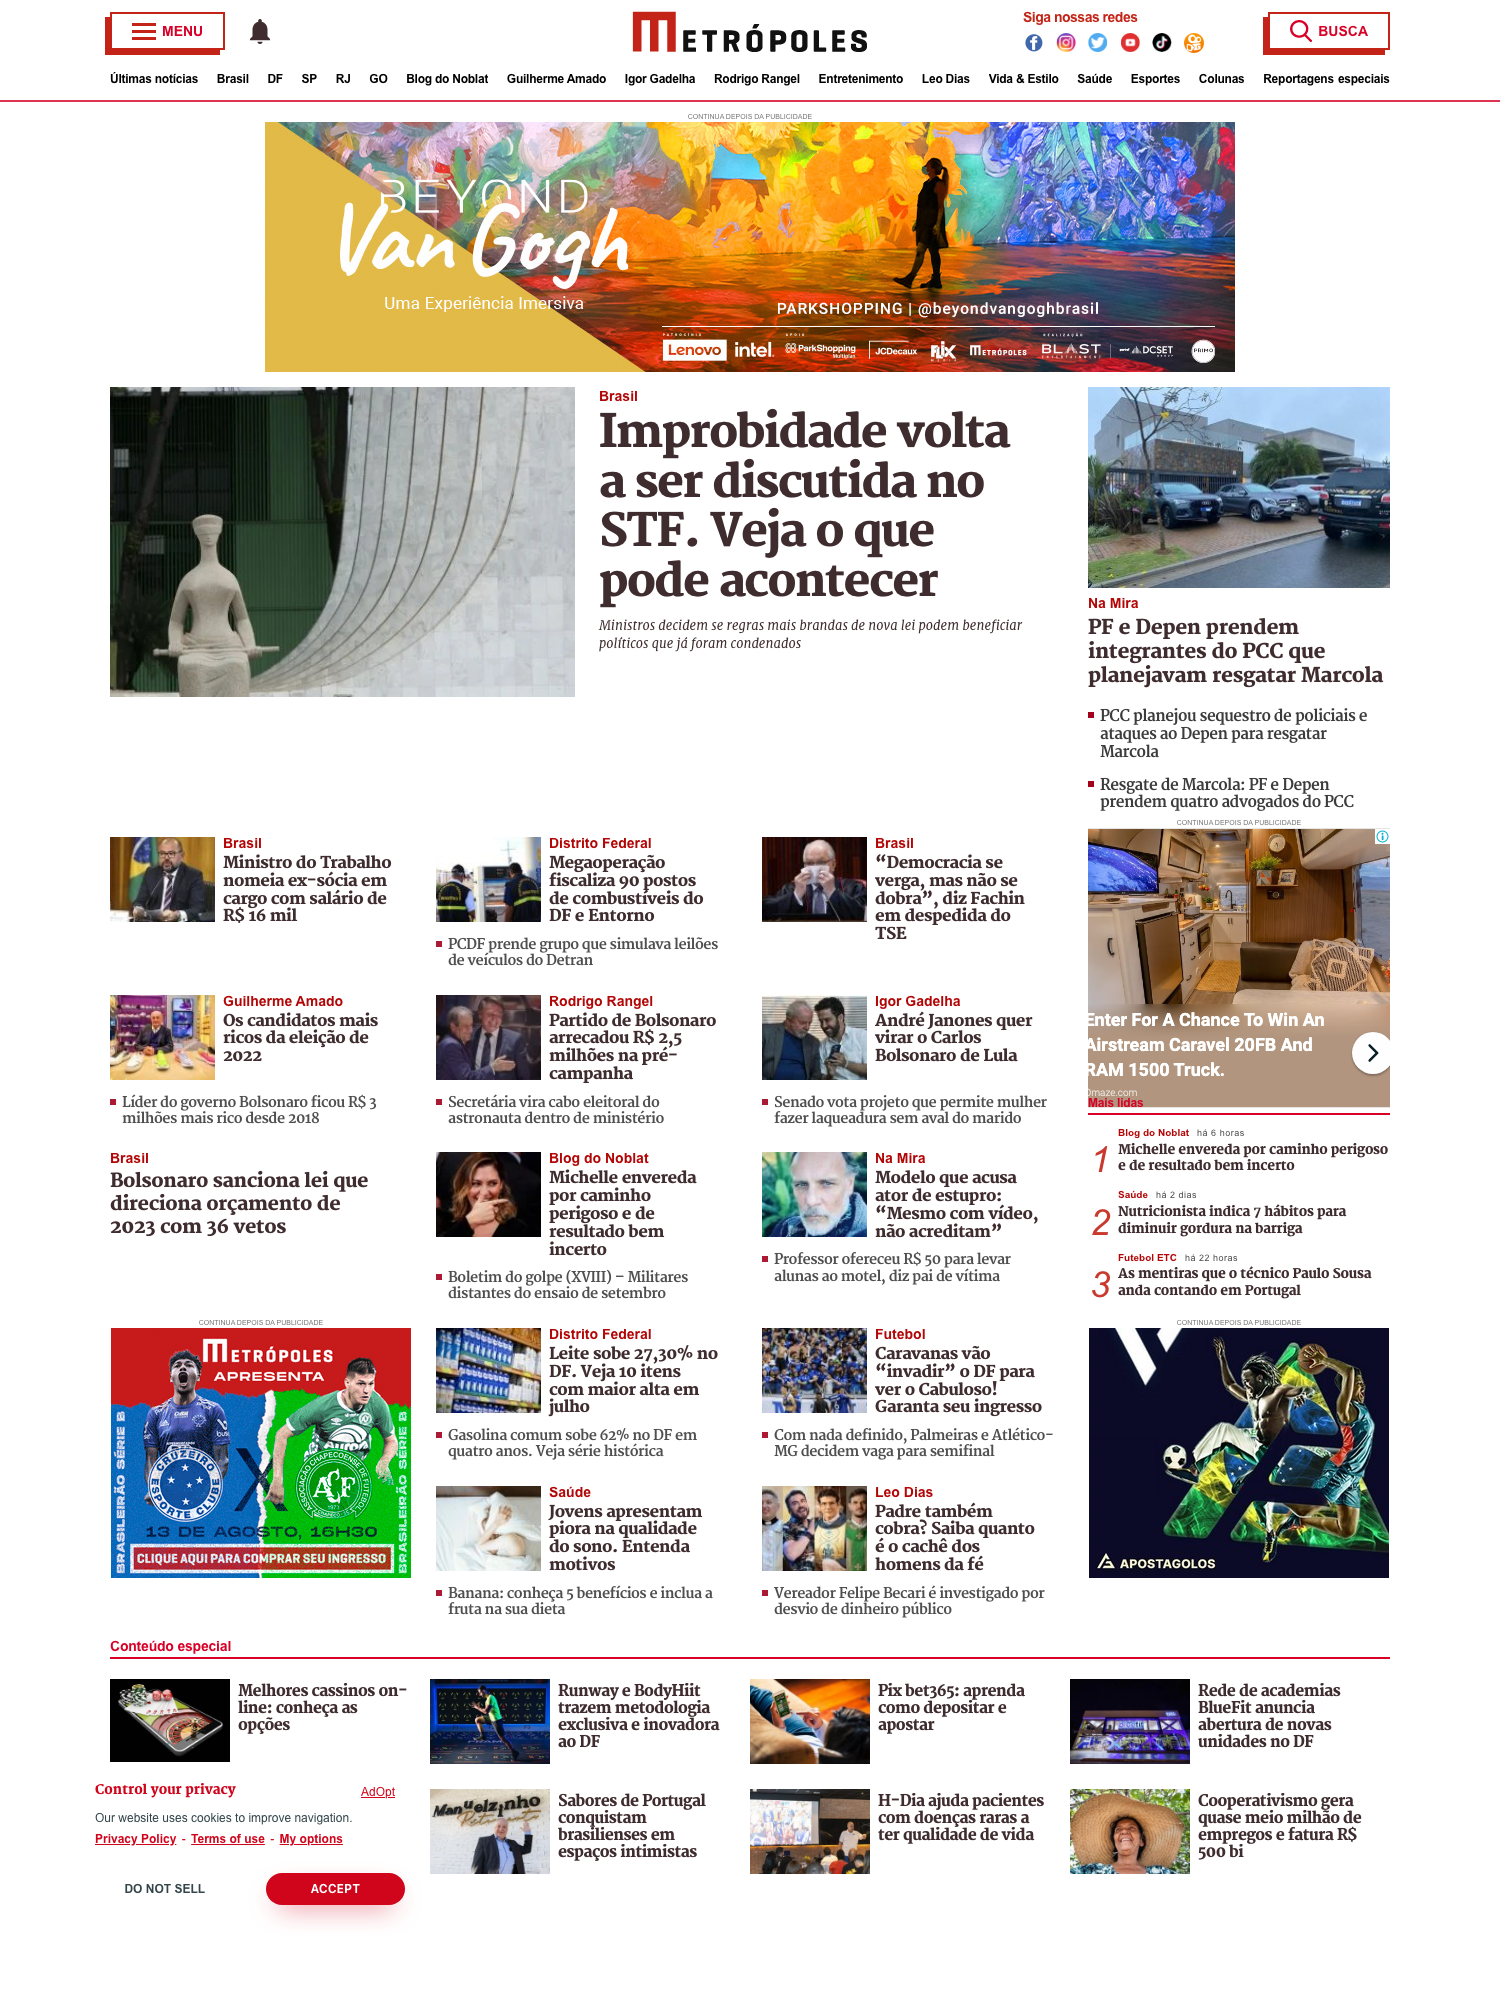 MENU
METRÓPOLES
Siga nossas redes
BUSCA
Últimas notícias Brasil DF SP RJ GO Blog do Noblat Guilherme Amado Igor Gadelha Rodrigo Rangel Entretenimento Leo Dias Vida & Estilo Saúde Esportes Colunas Reportagens especiais
CONTINUA DEPOIS DA PUBLICIDADE
BEYOND
Van Gogh
Uma Experiência Imersiva
PARKSHOPPING | @beyondvangoghbrasil
PATROCÍNIO
APOIO
REALIZAÇÃO
Lenovo intel. ParkShopping JCDecaux FLIX METRÓPOLES BLAST DCSET PRIMO
Multiplan
MEDIA
ENTERTAINMENT
Brasil
Improbidade volta
a ser discutida no
STF. Veja o que
pode acontecer
Ministros decidem se regras mais brandas de nova lei podem beneficiar
políticos que já foram condenados
Na Mira
PF e Depen prendem
integrantes do PCC que
planejavam resgatar Marcola
PCC planejou sequestro de policiais e
ataques ao Depen para resgatar
Marcola
Resgate de Marcola: PF e Depen
prendem quatro advogados do PCC
CONTINUA DEPOIS DA PUBLICIDADE
Enter For A Chance To Win An
Airstream Caravel 20FB And
RAM 1500 Truck.
Omaze.com
Brasil
Ministro do Trabalho
nomeia ex-sócia em
cargo com salário de
R$ 16 mil
Distrito Federal
Megaoperação
fiscaliza 90 postos
de combustíveis do
DF e Entorno
PCDF prende grupo que simulava leilões
de veículos do Detran
Brasil
“Democracia se
verga, mas não se
dobra”, diz Fachin
em despedida do
TSE
Guilherme Amado
Os candidatos mais
ricos da eleição de
2022
Líder do governo Bolsonaro ficou R$ 3
milhões mais rico desde 2018
Rodrigo Rangel
Partido de Bolsonaro
arrecadou R$ 2,5
milhões na pré-
campanha
Secretária vira cabo eleitoral do
astronauta dentro de ministério
Igor Gadelha
André Janones quer
virar o Carlos
Bolsonaro de Lula
Senado vota projeto que permite mulher
fazer laqueadura sem aval do marido
Mais lidas
1
Blog do Noblat há 6 horas
Michelle envereda por caminho perigoso
e de resultado bem incerto
2
Saúde há 2 dias
Nutricionista indica 7 hábitos para
diminuir gordura na barriga
3
Futebol ETC há 22 horas
As mentiras que o técnico Paulo Sousa
anda contando em Portugal
Brasil
Bolsonaro sanciona lei que
direciona orçamento de
2023 com 36 vetos
Blog do Noblat
Michelle envereda
por caminho
perigoso e de
resultado bem
incerto
Boletim do golpe (XVIII) – Militares
distantes do ensaio de setembro
Na Mira
Modelo que acusa
ator de estupro:
“Mesmo com vídeo,
não acreditam”
Professor ofereceu R$ 50 para levar
alunas ao motel, diz pai de vítima
CONTINUA DEPOIS DA PUBLICIDADE
METRÓPOLES
APRESENTA
BRASILEIRÃO SÉRIE B
CRUZEIRO
ESPORTE CLUBE
X
ASSOCIAÇÃO CHAPECOENSE DE FUTEBOL
ACF
1973
BRASILEIRÃO SÉRIE B
13 DE AGOSTO, 16H30
CLIQUE AQUI PARA COMPRAR SEU INGRESSO
Distrito Federal
Leite sobe 27,30% no
DF. Veja 10 itens
com maior alta em
julho
Gasolina comum sobe 62% no DF em
quatro anos. Veja série histórica
Futebol
Caravanas vão
“invadir” o DF para
ver o Cabuloso!
Garanta seu ingresso
Com nada definido, Palmeiras e Atlético-
MG decidem vaga para semifinal
CONTINUA DEPOIS DA PUBLICIDADE
APOSTAGOLOS
Saúde
Jovens apresentam
piora na qualidade
do sono. Entenda
motivos
Banana: conheça 5 benefícios e inclua a
fruta na sua dieta
Leo Dias
Padre também
cobra? Saiba quanto
é o cachê dos
homens da fé
Vereador Felipe Becari é investigado por
desvio de dinheiro público
Conteúdo especial
Melhores cassinos on-
line: conheça as
opções
Runway e BodyHiit
trazem metodologia
exclusiva e inovadora
ao DF
Pix bet365: aprenda
como depositar e
apostar
Rede de academias
BlueFit anuncia
abertura de novas
unidades no DF
Manuelzinho
Sabores de Portugal
conquistam
brasilienses em
espaços intimistas
H-Dia ajuda pacientes
com doenças raras a
ter qualidade de vida
Cooperativismo gera
quase meio milhão de
empregos e fatura R$
500 bi
Control your privacy
AdOpt
Our website uses cookies to improve navigation.
Privacy Policy - Terms of use - My options
DO NOT SELL
ACCEPT